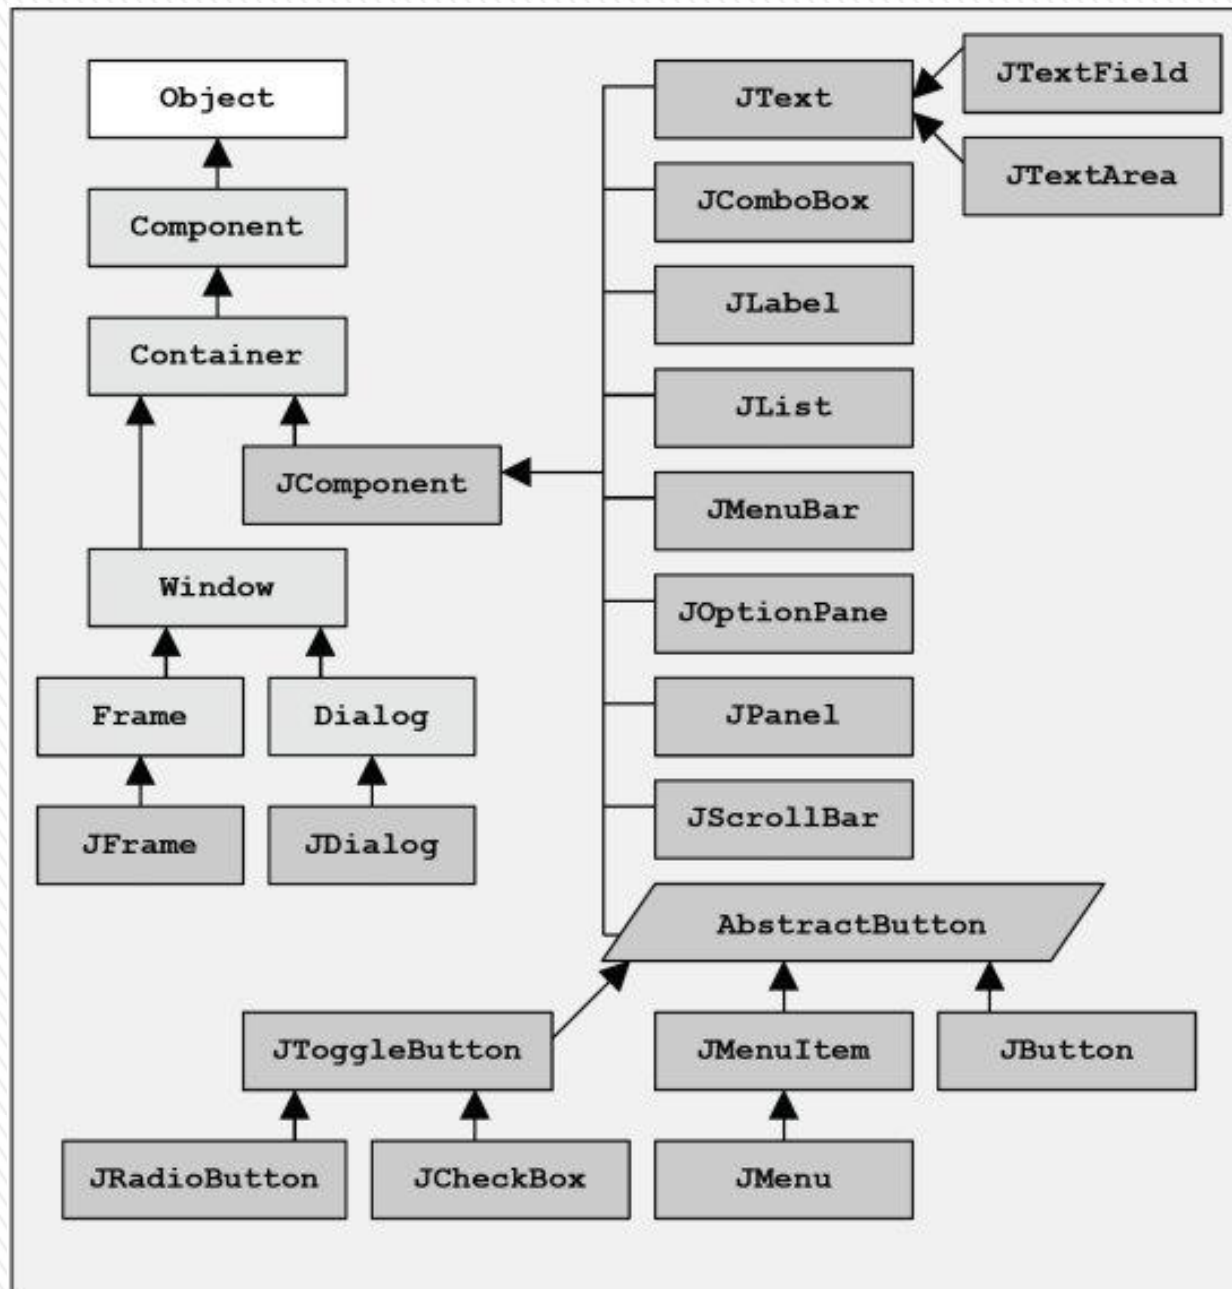 Object
Component
Container
JComponent
Window
Frame
Dialog
JFrame
JDialog
JText
JTextField
JTextArea
JComboBox
JLabel
JList
JMenuBar
JOptionPane
JPanel
JScrollBar
AbstractButton
JToggleButton
JMenuItem
JButton
JRadioButton
JCheckBox
JMenu